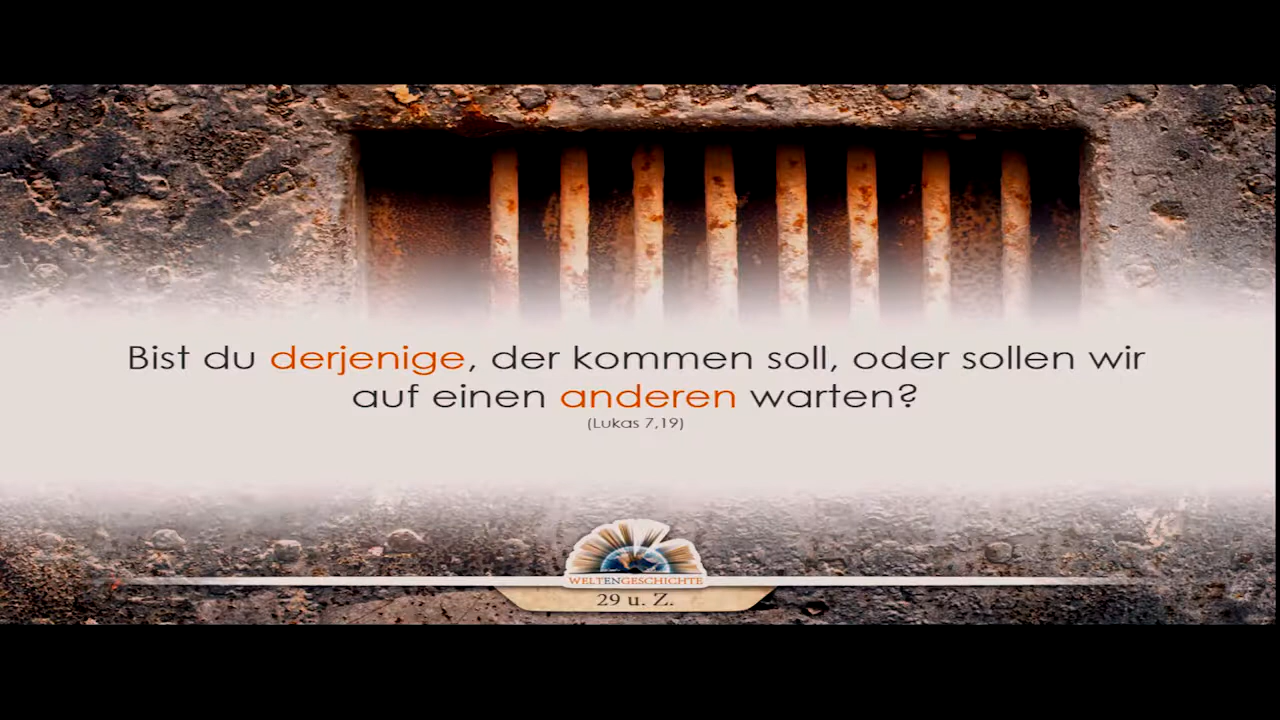 Bist du derjenige, der kommen soll, oder sollen wir
auf einen anderen warten?
(Lukas 7,19)
WELTENGESCHICHTE
29 u. Z.